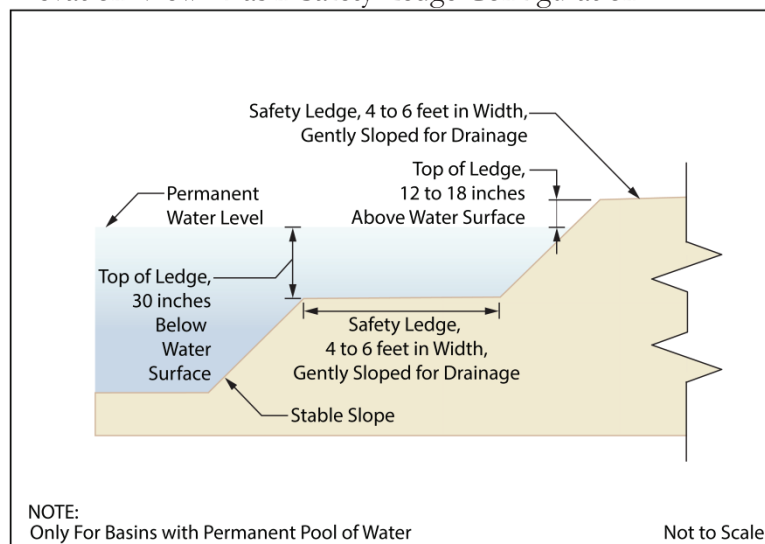 Safety Ledge, 4 to 6 feet in Width,
Gently Sloped for Drainage
Top of Ledge,
12 to 18 inches
Above Water Surface
Permanent
Water Level
Top of Ledge,
30 inches
Below
Water
Surface
Safety Ledge,
4 to 6 feet in Width,
Gently Sloped for Drainage
Stable Slope
NOTE:
Only For Basins with Permanent Pool of Water
Not to Scale